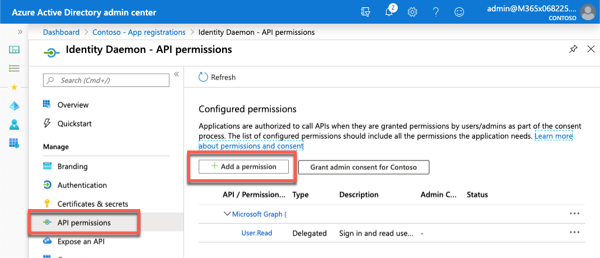 Azure Active Directory admin center
2
admin@M365x068225....
CONTOSO
Dashboard > Contoso - App registrations > Identity Daemon - API permissions
Identity Daemon - API permissions
Search (Cmd+/)
Overview
Quickstart
Manage
Branding
Authentication
Certificates & secrets
API permissions
Expose an API
Refresh
Configured permissions
Applications are authorized to call APIs when they are granted permissions by users/admins as part of the consent
process. The list of configured permissions should include all the permissions the application needs. Learn more
about permissions and consent
+ Add a permission
Grant admin consent for Contoso
API / Permission... Type Description Admin C... Status
Microsoft Graph (
User.Read Delegated Sign in and read use... -